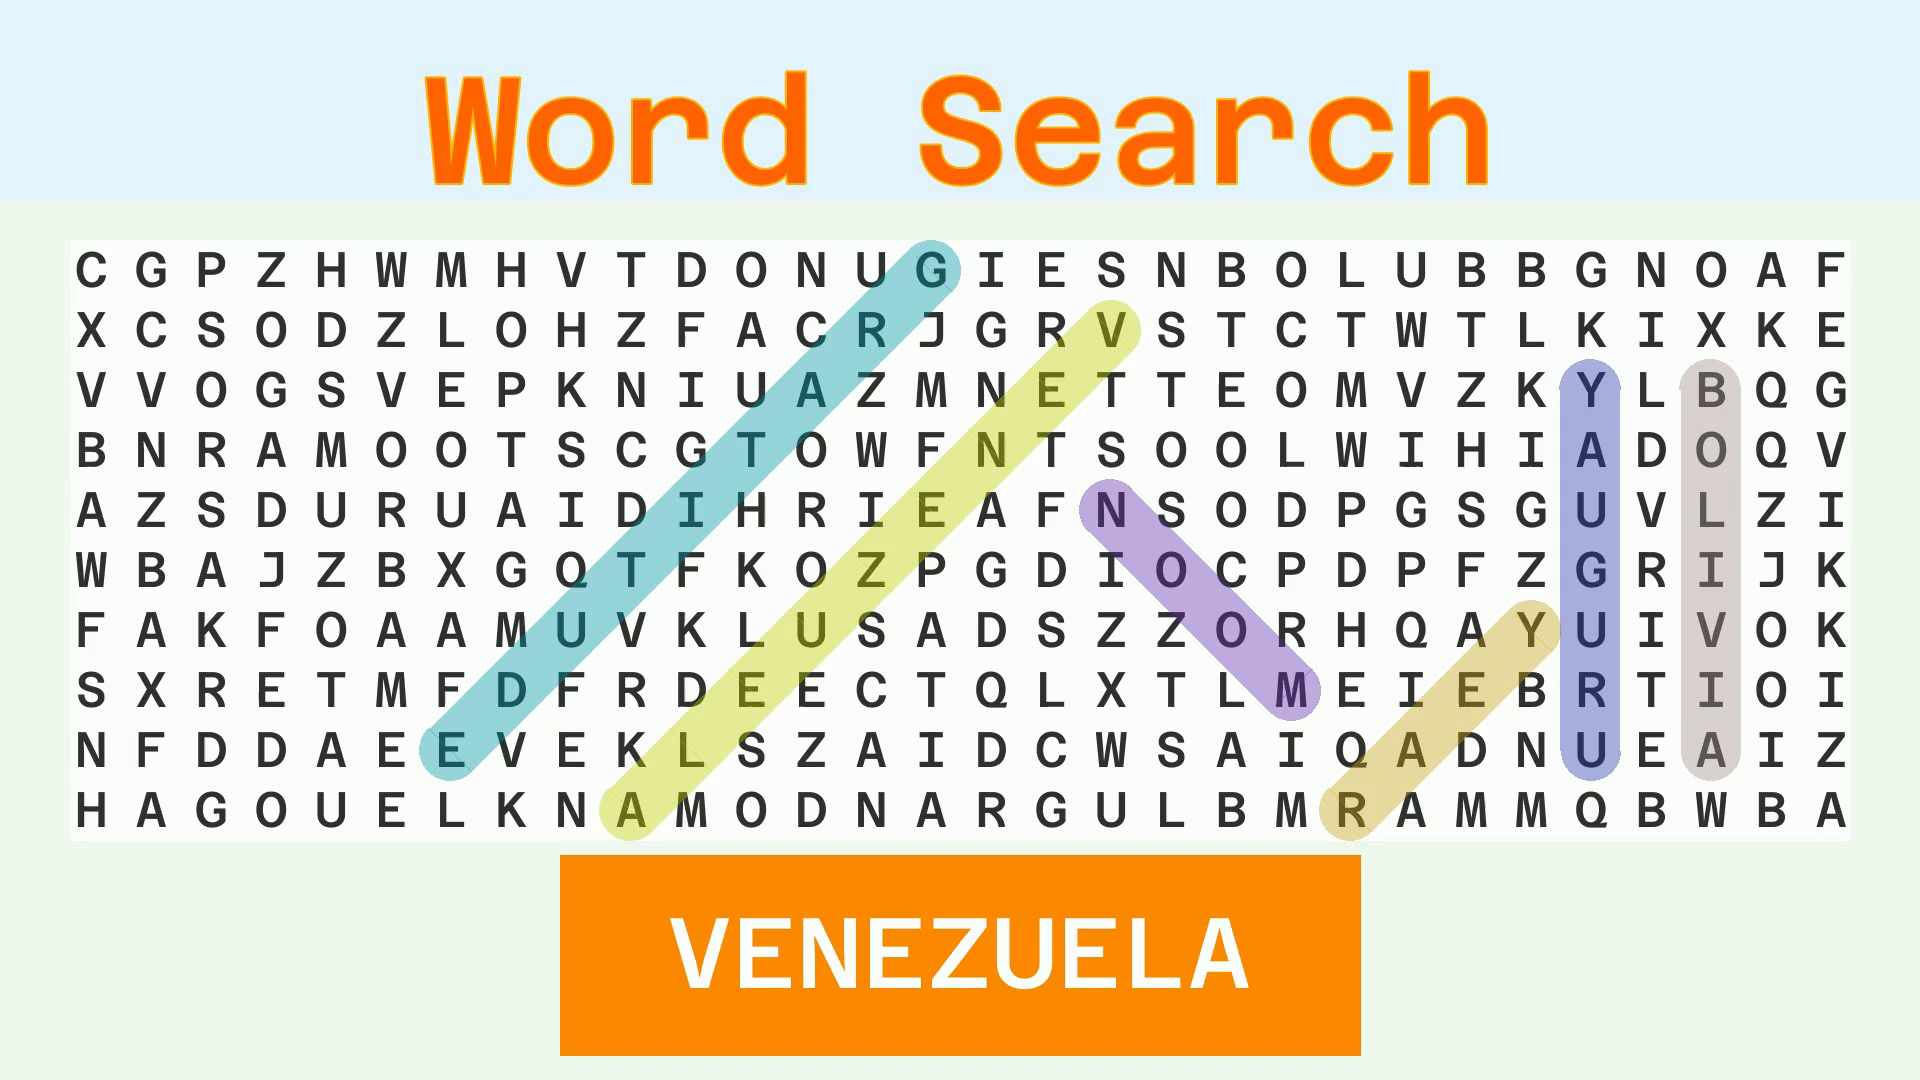 Word Search
C G P Z H W M H V T D O N U G I E S N B O L U B B G N O A F
X C S O D Z L O H Z F A C R J G R V S T C T W T L K I X K E
V V O G S V E P K N I U A Z M N E T T E O M V Z K Y L B Q G
B N R A M O O T S C G T O W F N T S O O L W I H I A D O Q V
A Z S D U R U A I D I H R I E A F N S O D P G S G U V L Z I
W B A J Z B X G Q T F K O Z P G D I O C P D P F Z G R I J K
F A K F O A A M U V K L U S A D S Z Z O R H Q A Y U I V O K
S X R E T M F D F R D E E C T Q L X T L M E I E B R T I O I
N F D D A E E V E K L S Z A I D C W S A I Q A D N U E A I Z
H A G O U E L K N A M O D N A R G U L B M R A M M Q B W B A
VENEZUELA